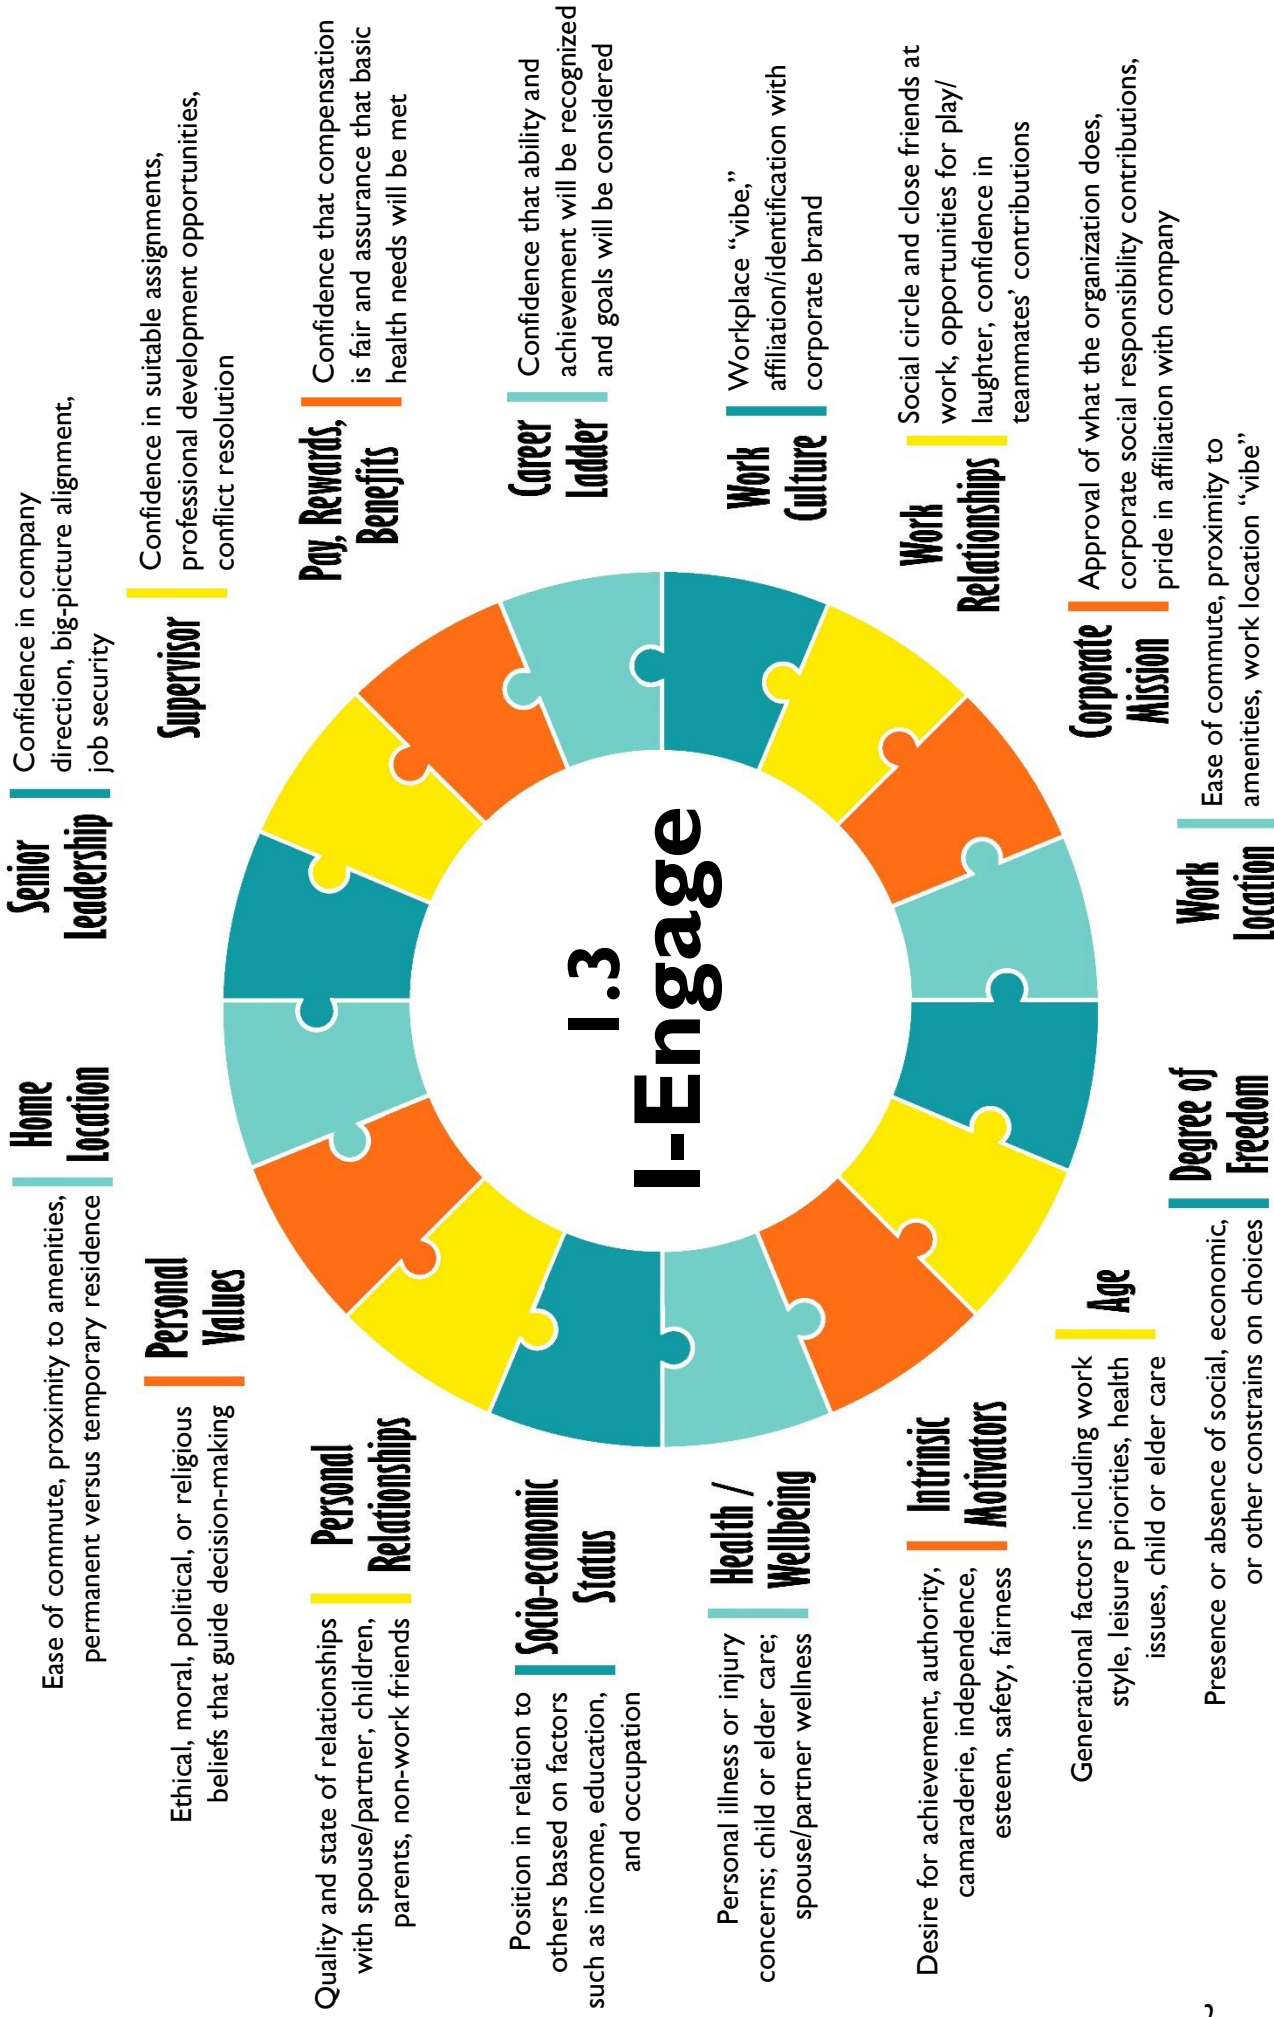 I.3
I-Engage
Home
Location
Ease of commute, proximity to amenities,
permanent versus temporary residence
Personal
Values
Ethical, moral, political, or religious
beliefs that guide decision-making
Personal
Relationships
Quality and state of relationships
with spouse/partner, children,
parents, non-work friends
Socio-economic
Status
Position in relation to
others based on factors
such as income, education,
and occupation
Health /
Wellbeing
Personal illness or injury
concerns; child or elder care;
spouse/partner wellness
Intrinsic
Motivators
Desire for achievement, authority,
camaraderie, independence,
esteem, safety, fairness
Age
Generational factors including work
style, leisure priorities, health
issues, child or elder care
Degree of
Freedom
Presence or absence of social, economic,
or other constrains on choices
Senior
Leadership
Confidence in company
direction, big-picture alignment,
job security
Supervisor
Confidence in suitable assignments,
professional development opportunities,
conflict resolution
Pay, Rewards,
Benefits
Confidence that compensation
is fair and assurance that basic
health needs will be met
Career
Ladder
Confidence that ability and
achievement will be recognized
and goals will be considered
Work
Culture
Workplace “vibe,”
affiliation/identification with
corporate brand
Work
Relationships
Social circle and close friends at
work, opportunities for play/
laughter, confidence in
teammates’ contributions
Corporate
Mission
Approval of what the organization does,
corporate social responsibility contributions,
pride in affiliation with company
Work
Location
Ease of commute, proximity to
amenities, work location “vibe”